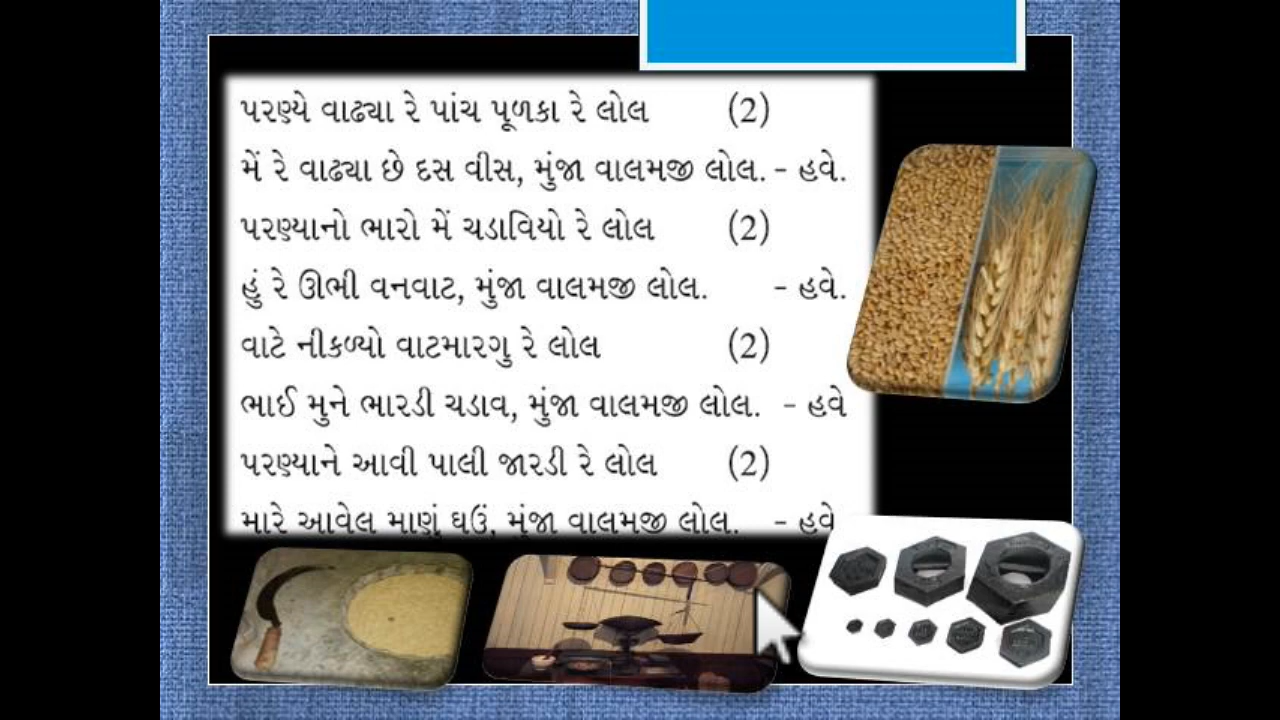 પરણ્યે વાઢ્યા રે પાંચ પૂળકા રે લોલ (2)
મેં રે વાઢ્યા છે દસ વીસ, મુંજા વાલમજી લોલ. - હવે.
પરણ્યાનો ભારો મેં ચડાવિયો રે લોલ (2)
હું રે ઊભી વનવાટ, મુંજા વાલમજી લોલ. - હવે.
વાટે નીકળ્યો વાટમારગુ રે લોલ (2)
ભાઈ મુને ભારડી ચડાવ, મુંજા વાલમજી લોલ. - હવે
પરણ્યાને આવી પાલી જારડી રે લોલ (2)
મારે આવેલ માણું ઘઉં, મુંજા વાલમજી લોલ. - હવે